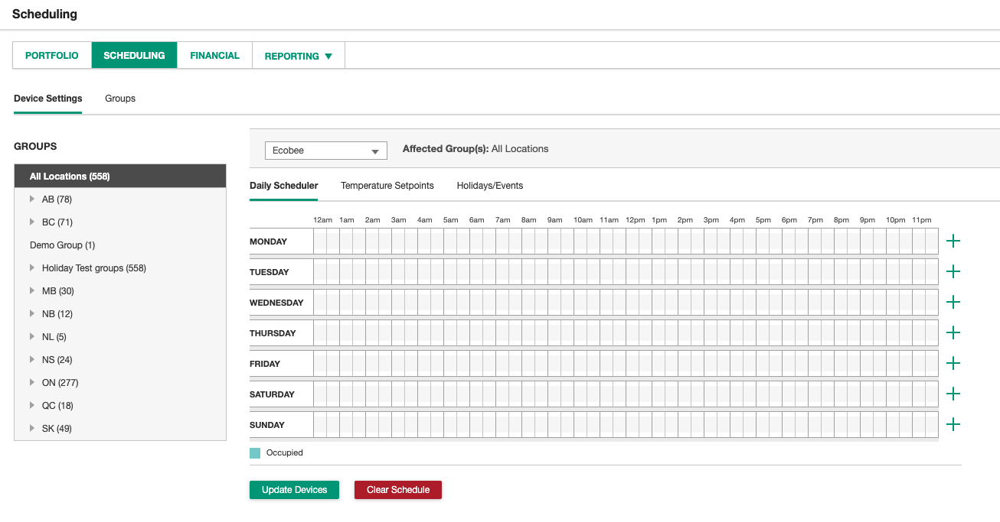 Scheduling
PORTFOLIO SCHEDULING FINANCIAL REPORTING
Device Settings Groups
GROUPS
All Locations (558)
AB (78)
BC (71)
Demo Group (1)
Holiday Test groups (558)
MB (30)
NB (12)
NL (5)
NS (24)
ON (277)
QC (18)
SK (49)
Ecobee Affected Group(s): All Locations
Daily Scheduler Temperature Setpoints Holidays/Events
12am 1am 2am 3am 4am 5am 6am 7am 8am 9am 10am 11am 12pm 1pm 2pm 3pm 4pm 5pm 6pm 7pm 8pm 9pm 10pm 11pm
MONDAY
TUESDAY
WEDNESDAY
THURSDAY
FRIDAY
SATURDAY
SUNDAY
Occupied
Update Devices Clear Schedule